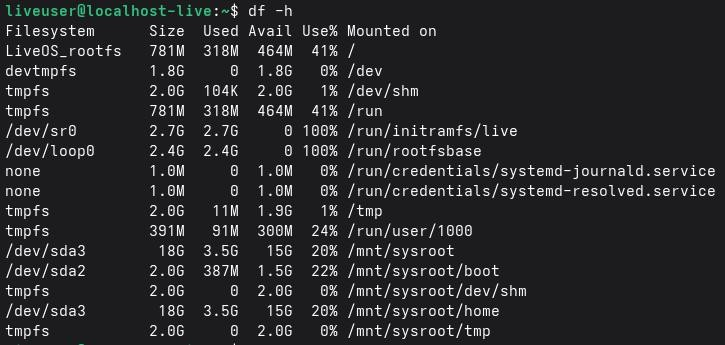 liveuser@localhost-live:~$ df -h
Filesystem      Size  Used Avail Use% Mounted on
LiveOS_rootfs   781M  318M  464M  41% /
devtmpfs        1.8G     0  1.8G   0% /dev
tmpfs           2.0G  104K  2.0G   1% /dev/shm
tmpfs           781M  318M  464M  41% /run
/dev/sr0        2.7G  2.7G     0 100% /run/initramfs/live
/dev/loop0      2.4G  2.4G     0 100% /run/rootfsbase
none            1.0M     0  1.0M   0% /run/credentials/systemd-journald.service
none            1.0M     0  1.0M   0% /run/credentials/systemd-resolved.service
tmpfs           2.0G   11M  1.9G   1% /tmp
tmpfs           391M   91M  300M  24% /run/user/1000
/dev/sda3        18G  3.5G   15G  20% /mnt/sysroot
/dev/sda2       2.0G  387M  1.5G  22% /mnt/sysroot/boot
tmpfs           2.0G     0  2.0G   0% /mnt/sysroot/dev/shm
/dev/sda3        18G  3.5G   15G  20% /mnt/sysroot/home
tmpfs           2.0G     0  2.0G   0% /mnt/sysroot/tmp